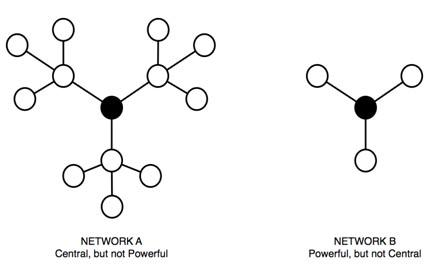 NETWORK A
Central, but not Powerful
NETWORK B
Powerful, but not Central